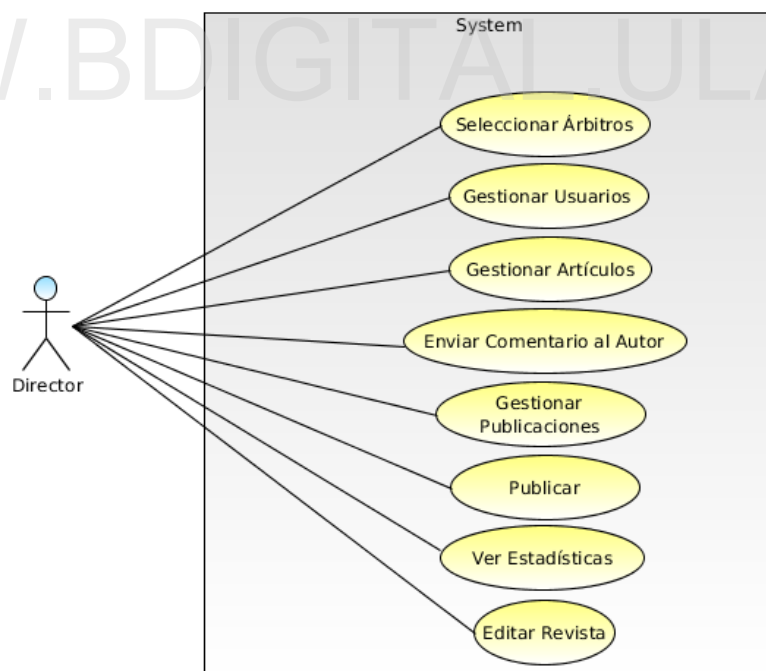 W.BDIGITAL.ULA
System
Seleccionar Árbitros
Gestionar Usuarios
Gestionar Artículos
Enviar Comentario al Autor
Gestionar
Publicaciones
Publicar
Ver Estadísticas
Editar Revista
Director